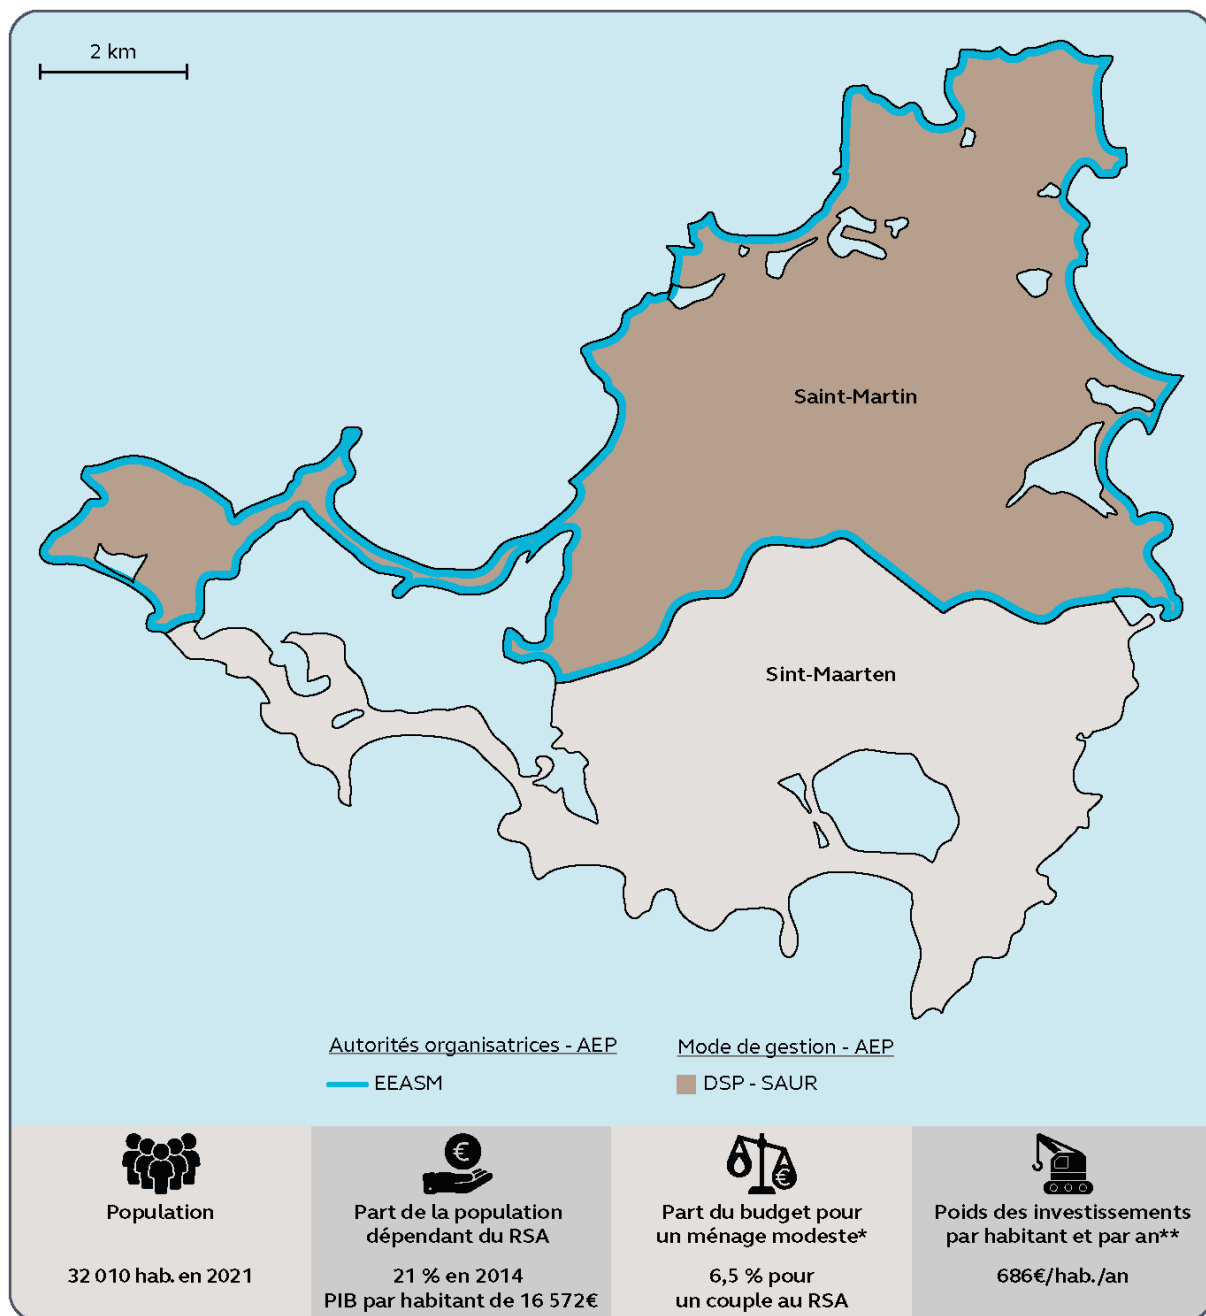 2 km
Saint-Martin
Sint-Maarten
Autorités organisatrices - AEP
EEASM
Mode de gestion - AEP
DSP - SAUR
Population
32 010 hab. en 2021
Part de la population
dépendant du RSA
21 % en 2014
PIB par habitant de 16 572€
Part du budget pour
un ménage modeste*
6,5 % pour
un couple au RSA
Poids des investissements
par habitant et par an**
686€/hab./an